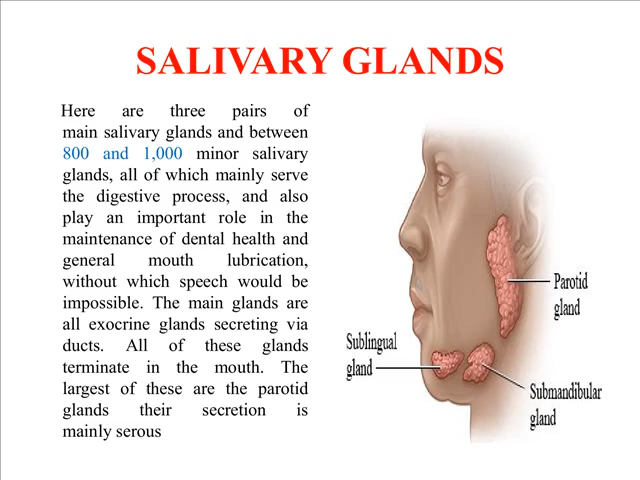 SALIVARY GLANDS
Here are three pairs of
main salivary glands and between
800 and 1,000 minor salivary
glands, all of which mainly serve
the digestive process, and also
play an important role in the
maintenance of dental health and
general mouth lubrication,
without which speech would be
impossible. The main glands are
all exocrine glands secreting via
ducts. All of these glands
terminate in the mouth. The
largest of these are the parotid
glands their secretion is
mainly serous
Parotid
gland
Sublingual
gland
Submandibular
gland